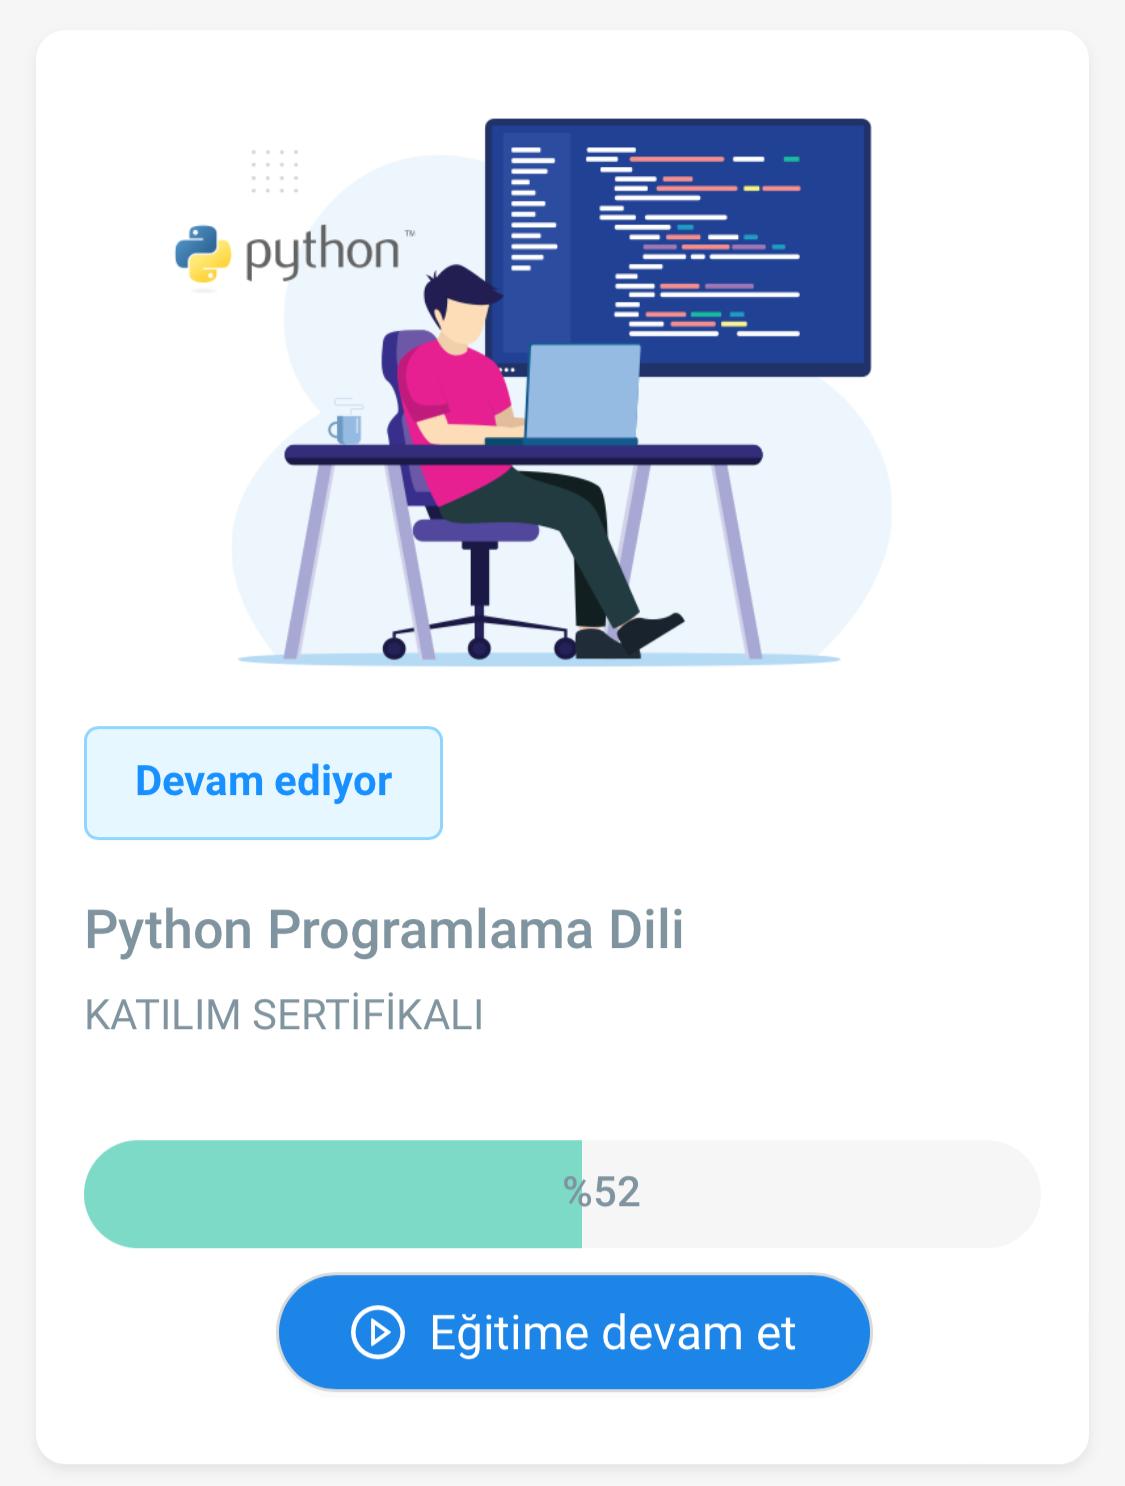 python™
Devam ediyor
Python Programlama Dili
KATILIM SERTİFİKALI
%52
Eğitime devam et